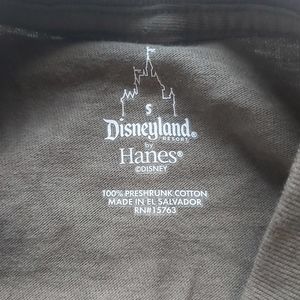 S
Disneyland®
RESORT
by
Hanes®
©DISNEY
100% PRESHRUNK COTTON
MADE IN EL SALVADOR
RN#15763